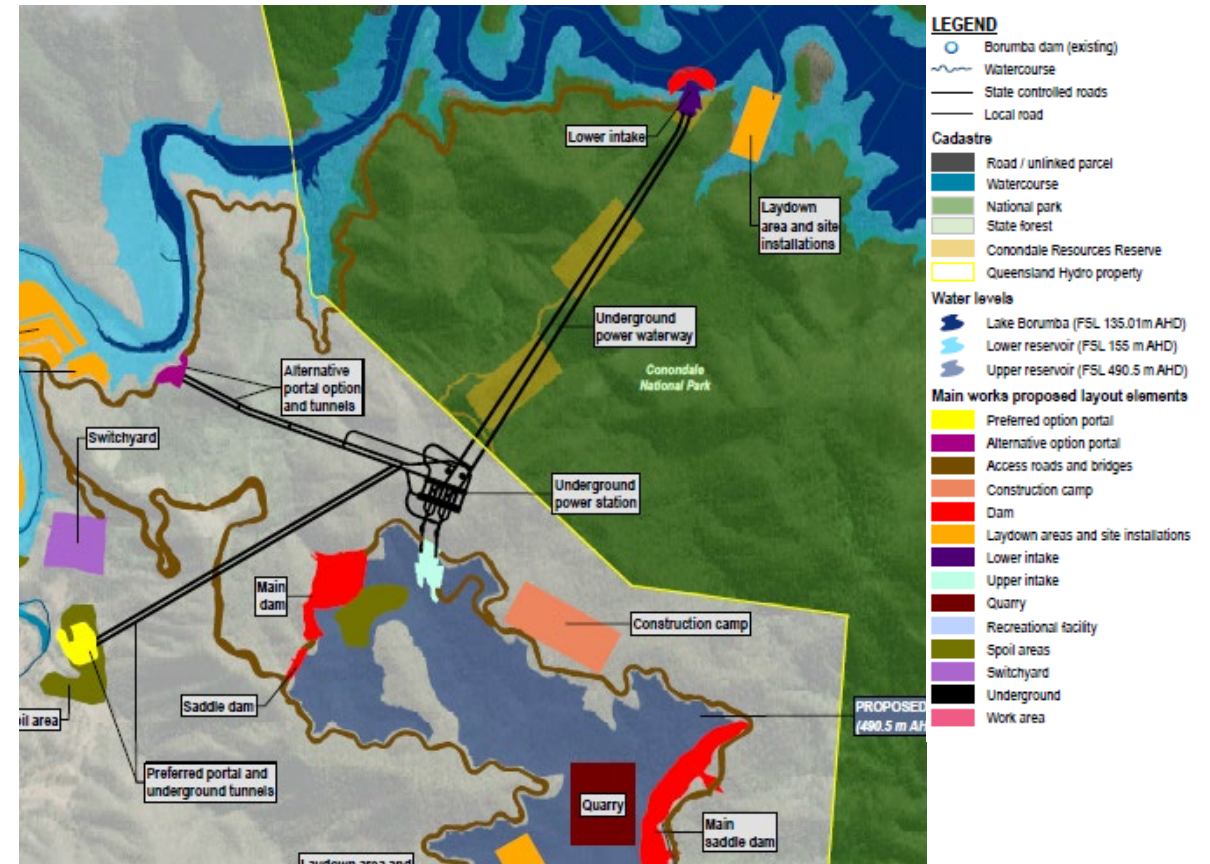 Lower intake
Laydown
area and site
installations
Underground
power waterway
Conondale
National Park
Alternative
portal option
and tunnels
Switchyard
Underground
power station
Main
dam
Construction camp
Saddle dam
il area
PROPOSED
(490.5 m AH
Preferred portal and
underground tunnels
Quarry
Main
saddle dam
Laydown area and
LEGEND
Borumba dam (existing)
Watercourse
State controlled roads
Local road
Cadastre
Road / unlinked parcel
Watercourse
National park
State forest
Conondale Resources Reserve
Queensland Hydro property
Water levels
Lake Borumba (FSL 135.01m AHD)
Lower reservoir (FSL 155 m AHD)
Upper reservoir (FSL 490.5 m AHD)
Main works proposed layout elements
Preferred option portal
Alternative option portal
Access roads and bridges
Construction camp
Dam
Laydown areas and site installations
Lower intake
Upper intake
Quarry
Recreational facility
Spoil areas
Switchyard
Underground
Work area